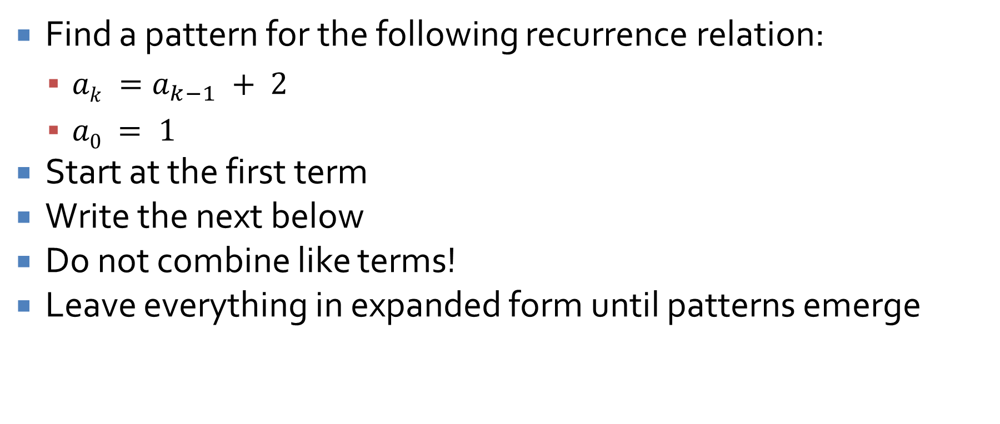 ▪ Find a pattern for the following recurrence relation:
▪ $a_k = a_{k-1} + 2$
▪ $a_0 = 1$
▪ Start at the first term
▪ Write the next below
▪ Do not combine like terms!
▪ Leave everything in expanded form until patterns emerge